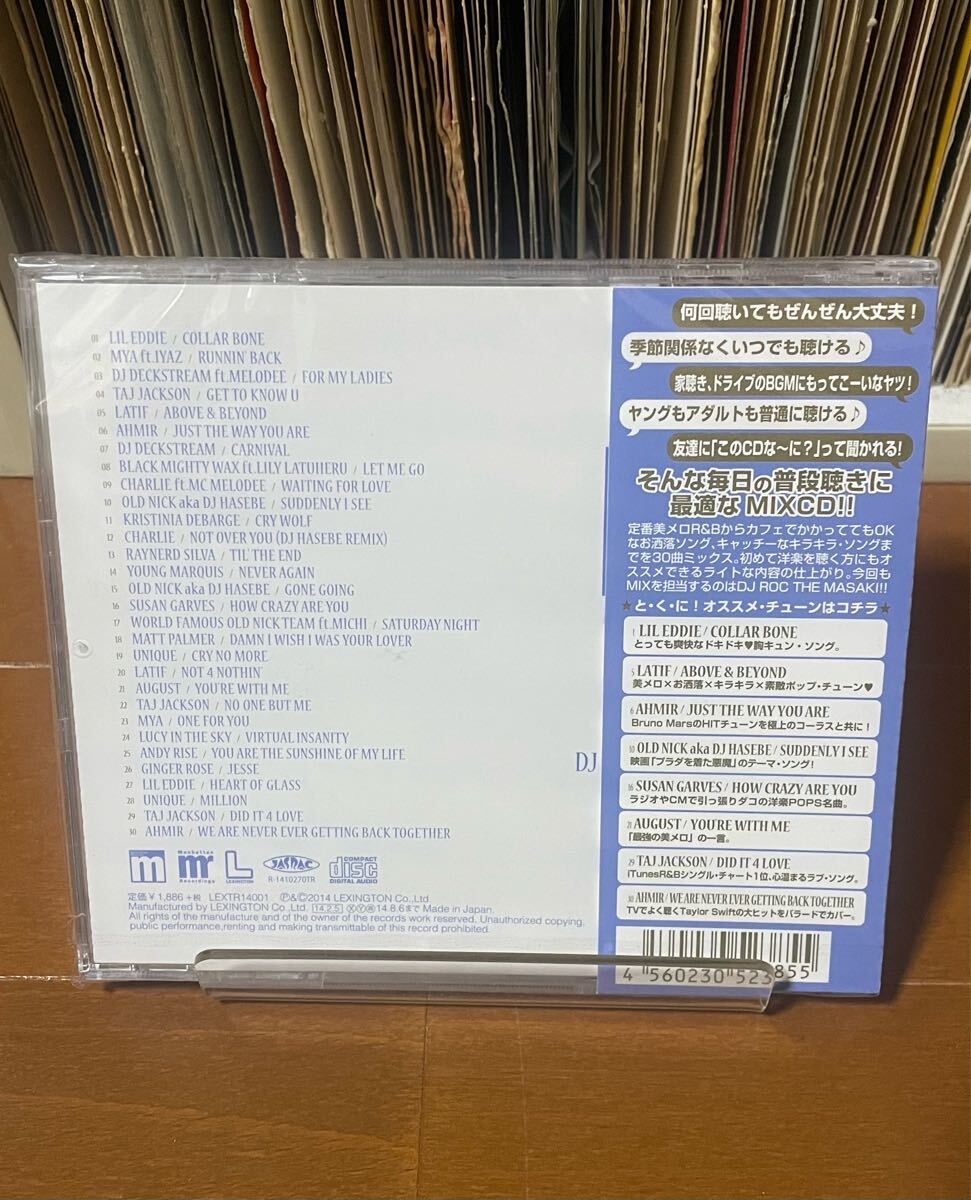 01 LIL EDDIE / COLLAR BONE
02 MYA ft.IYAZ / RUNNIN' BACK
03 DJ DECKSTREAM ft.MELODEE / FOR MY LADIES
04 TAJ JACKSON / GET TO KNOW U
05 LATIF / ABOVE & BEYOND
06 AHMIR / JUST THE WAY YOU ARE
07 DJ DECKSTREAM / CARNIVAL
08 BLACK MIGHTY WAX ft.LILY LATUHERU / LET ME GO
09 CHARLIE ft.MC MELODEE / WAITING FOR LOVE
10 OLD NICK aka DJ HASEBE / SUDDENLY I SEE
11 KRISTINIA DEBARGE / CRY WOLF
12 CHARLIE / NOT OVER YOU (DJ HASEBE REMIX)
13 RAYNERD SILVA / TIL' THE END
14 YOUNG MARQUIS / NEVER AGAIN
15 OLD NICK aka DJ HASEBE / GONE GOING
16 SUSAN GARVES / HOW CRAZY ARE YOU
17 WORLD FAMOUS OLD NICK TEAM ft.MICHI / SATURDAY NIGHT
18 MATT PALMER / DAMN I WISH I WAS YOUR LOVER
19 UNIQUE / CRY NO MORE
20 LATIF / NOT 4 NOTHIN'
21 AUGUST / YOU'RE WITH ME
22 TAJ JACKSON / NO ONE BUT ME
23 MYA / ONE FOR YOU
24 LUCY IN THE SKY / VIRTUAL INSANITY
25 ANDY RISE / YOU ARE THE SUNSHINE OF MY LIFE
26 GINGER ROSE / JESSE
27 LIL EDDIE / HEART OF GLASS
28 UNIQUE / MILLION
29 TAJ JACKSON / DID IT 4 LOVE
30 AHMIR / WE ARE NEVER EVER GETTING BACK TOGETHER
m Manhattan mr Recordings L LEXINGTON JASRAC R-1410270TR COMPACT disc DIGITAL AUDIO
定価¥1,886+税 LEXTR14001 ℗&©2014 LEXINGTON Co.,Ltd
Manufactured by LEXINGTON Co.,Ltd. 14.2.5 Ⓧ Ⓨ 再 14.8.6まで Made in Japan.
All rights of the manufacture and of the owner of the records work reserved. Unauthorized copying,
public performance,renting and making transmittable of this record prohibited.
DJ
何回聴いてもぜんぜん大丈夫!
季節関係なくいつでも聴ける♪
家聴き、ドライブのBGMにもってこーいなヤツ!
ヤングもアダルトも普通に聴ける♪
友達に「このCDな〜に?」って聞かれる!
そんな毎日の普段聴きに
最適な MIXCD!!
定番美メロR&BからカフェでかかっててもOK
なお洒落ソング、キャッチーなキラキラ・ソングま
でを30曲ミックス。初めて洋楽を聴く方にもオ
ススメできるライトな内容の仕上がり。今回も
MIXを担当するのはDJ ROC THE MASAKI!!
★と・く・に!オススメ・チューンはコチラ★
1 LIL EDDIE / COLLAR BONE
とっても爽快なドキドキ♥胸キュン・ソング。
5 LATIF / ABOVE & BEYOND
美メロ×お洒落×キラキラ×素敵ポップ・チューン♥
6 AHMIR / JUST THE WAY YOU ARE
Bruno MarsのHITチューンを極上のコーラスと共に!
10 OLD NICK aka DJ HASEBE / SUDDENLY I SEE
映画「プラダを着た悪魔」のテーマ・ソング!
16 SUSAN GARVES / HOW CRAZY ARE YOU
ラジオやCMで引っ張りダコの洋楽POPS名曲。
21 AUGUST / YOU'RE WITH ME
「最強の美メロ」の一言。
29 TAJ JACKSON / DID IT 4 LOVE
iTunesR&Bシングル・チャート1位、心温まるラブ・ソング。
30 AHMIR / WE ARE NEVER EVER GETTING BACK TOGETHER
TVでよく聴くTaylor Swiftの大ヒットをバラードでカバー。
4 560230 523855